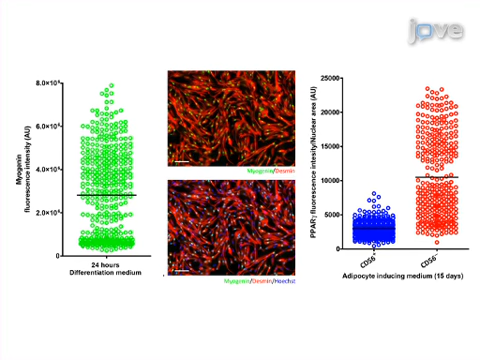 jove
8.0×10⁶
6.0×10⁶
4.0×10⁶
2.0×10⁶
0
Myogenin
fluorescence intensity (AU)
24 hours
Differentiation medium
Myogenin/Desmin
Myogenin/Desmin/Hoechst
25000
20000
15000
10000
5000
0
PPARγ fluorescence intesity/Nuclear area (AU)
CD56
CD56⁻
Adipocyte inducing medium (15 days)